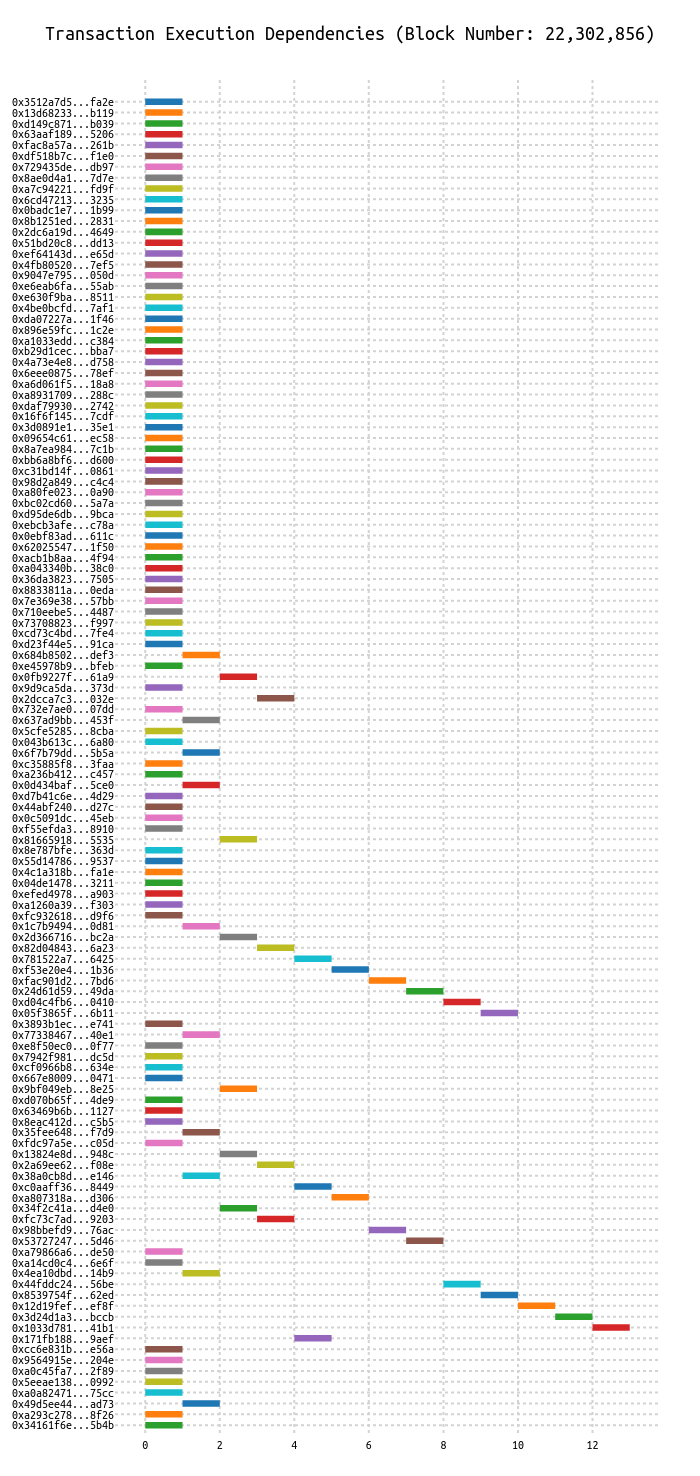 Transaction Execution Dependencies (Block Number: 22,302,856)
0x3512a7d5...fa2e
0x13d68233...b119
0xd149c871...b039
0x63aaf189...5206
0xfac8a57a...261b
0xdf518b7c...f1e0
0x729435de...db97
0x8ae0d4a1...7d7e
0xa7c94221...fd9f
0x6cd47213...3235
0x0badc1e7...1b99
0x8b1251ed...2831
0x2dc6a19d...4649
0x51bd20c8...dd13
0xef64143d...e65d
0x4fb80520...7ef5
0x9047e795...050d
0xe6eab6fa...55ab
0xe630f9ba...8511
0x4be0bcfd...7af1
0xda07227a...1f46
0x896e59fc...1c2e
0xa1033edd...c384
0xb29d1cec...bba7
0x4a73e4e8...d758
0x6eee0875...78ef
0xa6d061f5...18a8
0xa8931709...288c
0xdaf79930...2742
0x16f6f145...7cdf
0x3d0891e1...35e1
0x09654c61...ec58
0x8a7ea984...7c1b
0xbb6a8bf6...d600
0xc31bd14f...0861
0x98d2a849...c4c4
0xa80fe023...0a90
0xbc02cd60...5a7a
0xd95de6db...9bca
0xebcb3afe...c78a
0x0ebf83ad...611c
0x62025547...1f50
0xacb1b8aa...4f94
0xa043340b...38c0
0x36da3823...7505
0x8833811a...0eda
0x7e369e38...57bb
0x710eebe5...4487
0x73708823...f997
0xcd73c4bd...7fe4
0xd23f44e5...91ca
0x684b8502...def3
0xe45978b9...bfeb
0x0fb9227f...61a9
0x9d9ca5da...373d
0x2dcca7c3...032e
0x732e7ae0...07dd
0x637ad9bb...453f
0x5cfe5285...8cba
0x043b613c...6a80
0x6f7b79dd...5b5a
0xc35885f8...3faa
0xa236b412...c457
0x0d434baf...5ce0
0xd7b41c6e...4d29
0x44abf240...d27c
0x0c5091dc...45eb
0xf55efda3...8910
0x81665918...5535
0x8e787bfe...363d
0x55d14786...9537
0x4c1a318b...fa1e
0x04de1478...3211
0xefed4978...a903
0xa1260a39...f303
0xfc932618...d9f6
0x1c7b9494...0d81
0x2d366716...bc2a
0x82d04843...6a23
0x781522a7...6425
0xf53e20e4...1b36
0xfac901d2...7bd6
0x24d61d59...49da
0xd04c4fb6...0410
0x05f3865f...6b11
0x3893b1ec...e741
0x77338467...40e1
0xe8f50ec0...0f77
0x7942f981...dc5d
0xcf0966b8...634e
0x667e8009...0471
0x9bf049eb...8e25
0xd070b65f...4de9
0x63469b6b...1127
0x8eac412d...c5b5
0x35fee648...f7d9
0xfdc97a5e...c05d
0x13824e8d...948c
0x2a69ee62...f08e
0x38a0cb8d...e146
0xc0aaff36...8449
0xa807318a...d306
0x34f2c41a...d4e0
0xfc73c7ad...9203
0x98bbefd9...76ac
0x53727247...5d46
0xa79866a6...de50
0xa14cd0c4...6e6f
0x4ea10dbd...14b9
0x44fddc24...56be
0x8539754f...62ed
0x12d19fef...ef8f
0x3d24d1a3...bccb
0x1033d781...41b1
0x171fb188...9aef
0xcc6e831b...e56a
0x9564915e...204e
0xa0c45fa7...2f89
0x5eeae138...0992
0xa0a82471...75cc
0x49d5ee44...ad73
0xa293c278...8f26
0x34161f6e...5b4b
0 2 4 6 8 10 12